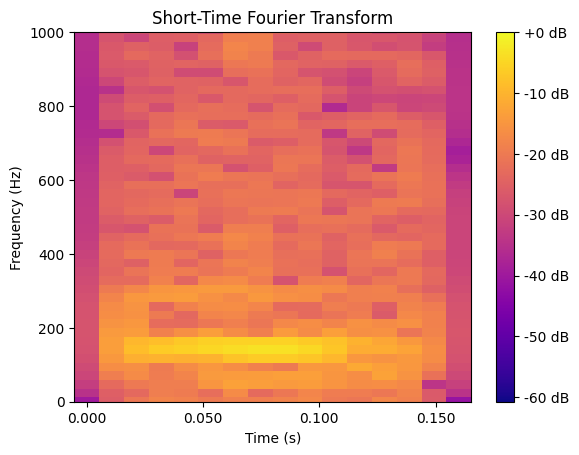 Short-Time Fourier Transform
1000
800
600
400
200
0
Frequency (Hz)
0.000
0.050
0.100
0.150
Time (s)
+0 dB
-10 dB
-20 dB
-30 dB
-40 dB
-50 dB
-60 dB